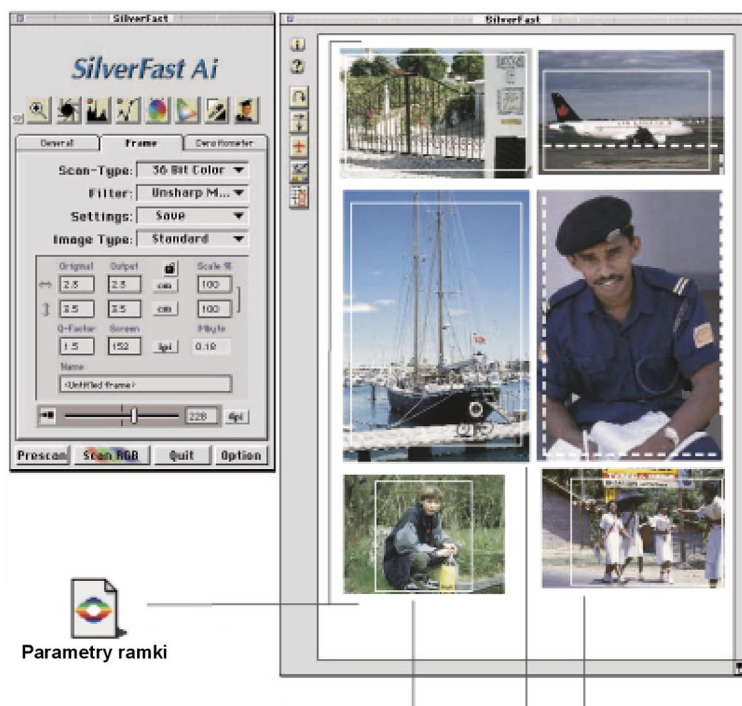 SilverFast
SilverFast Ai
General Frame Densitometer
Scan-Type: 36 Bit Color
Filter: Unsharp M...
Settings: Save
Image Type: Standard
Original Output Scale %
2.5 2.5 cm 100
3.5 3.5 cm 100
Q-Factor Screen Mbyte
1.5 152 lpi 0.18
Name
<Untitled frame>
228 dpi
Prescan Scan RGB Quit Option
SilverFast
AIR CANADA
Parametry ramki